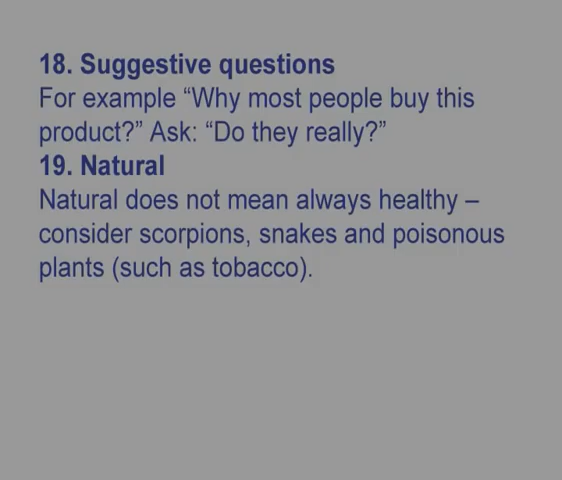 18. Suggestive questions
For example “Why most people buy this
product?” Ask: “Do they really?”
19. Natural
Natural does not mean always healthy –
consider scorpions, snakes and poisonous
plants (such as tobacco).